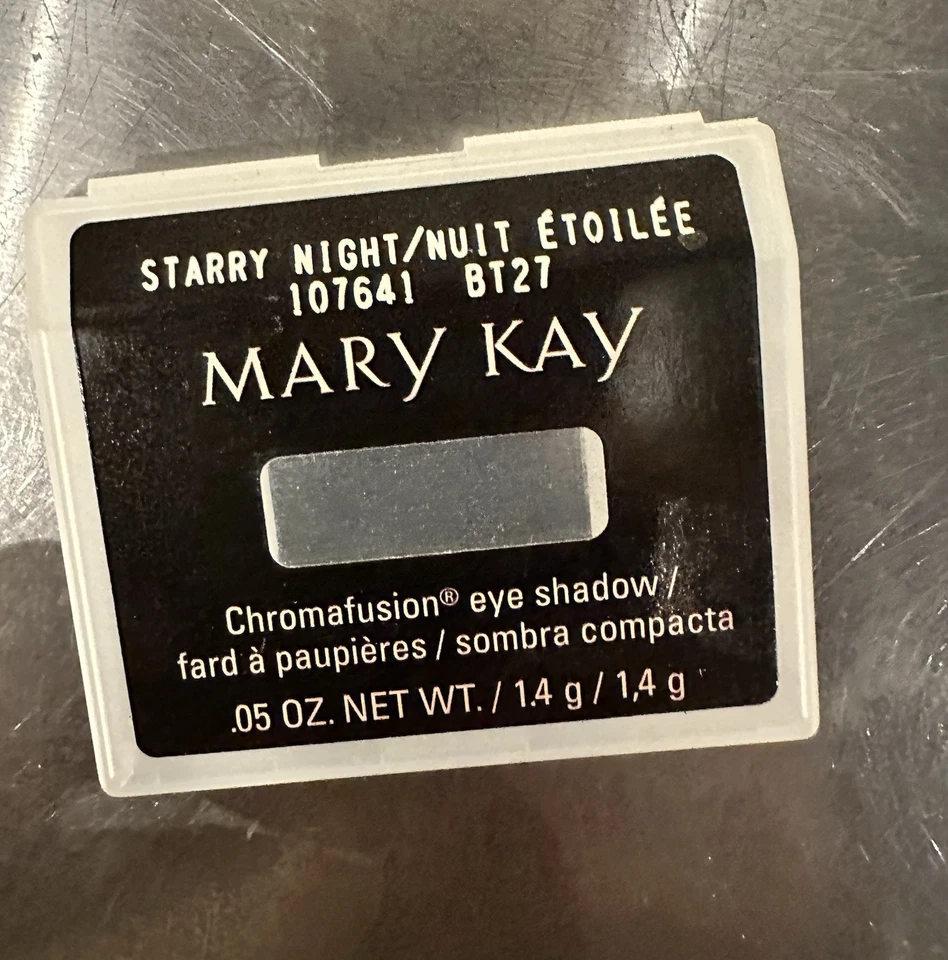 STARRY NIGHT/NUIT ÉTOILÉE
107641 BT27
MARY KAY
Chromafusion® eye shadow /
fard à paupières / sombra compacta
.05 OZ. NET WT. / 1.4 g / 1,4 g